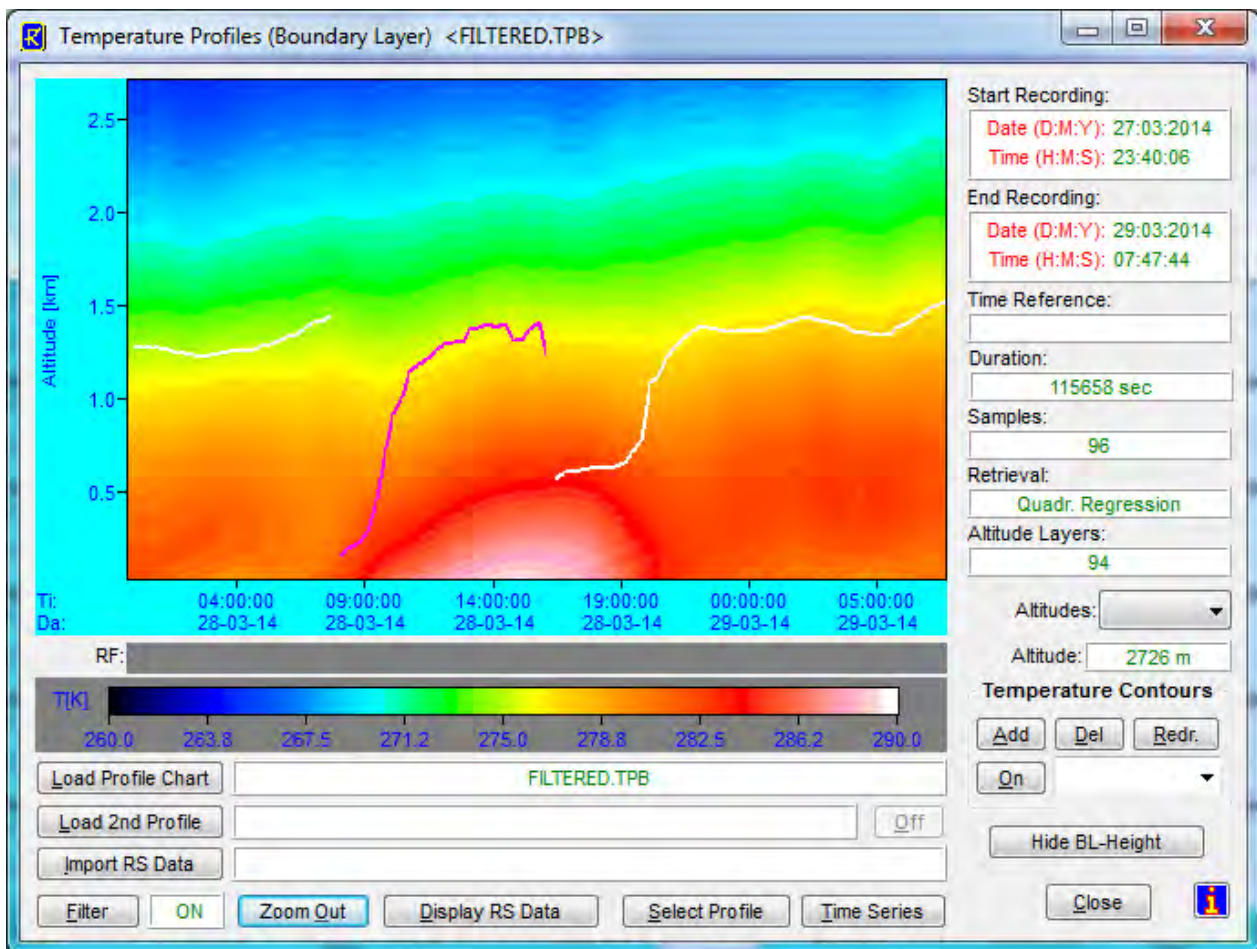 Temperature Profiles (Boundary Layer) <FILTERED.TPB>
2.5
2.0
1.5
1.0
0.5
Altitude [km]
Ti: 04:00:00 09:00:00 14:00:00 19:00:00 00:00:00 05:00:00
Da: 28-03-14 28-03-14 28-03-14 28-03-14 29-03-14 29-03-14
RF:
T[K]
260.0 263.8 267.5 271.2 275.0 278.8 282.5 286.2 290.0
Load Profile Chart FILTERED.TPB
Load 2nd Profile Off
Import RS Data
Filter ON Zoom Out Display RS Data Select Profile Time Series
Start Recording:
Date (D:M:Y): 27:03:2014
Time (H:M:S): 23:40:06
End Recording:
Date (D:M:Y): 29:03:2014
Time (H:M:S): 07:47:44
Time Reference:
Duration:
115658 sec
Samples:
96
Retrieval:
Quadr. Regression
Altitude Layers:
94
Altitudes:
Altitude: 2726 m
Temperature Contours
Add Del Redr.
On
Hide BL-Height
Close i